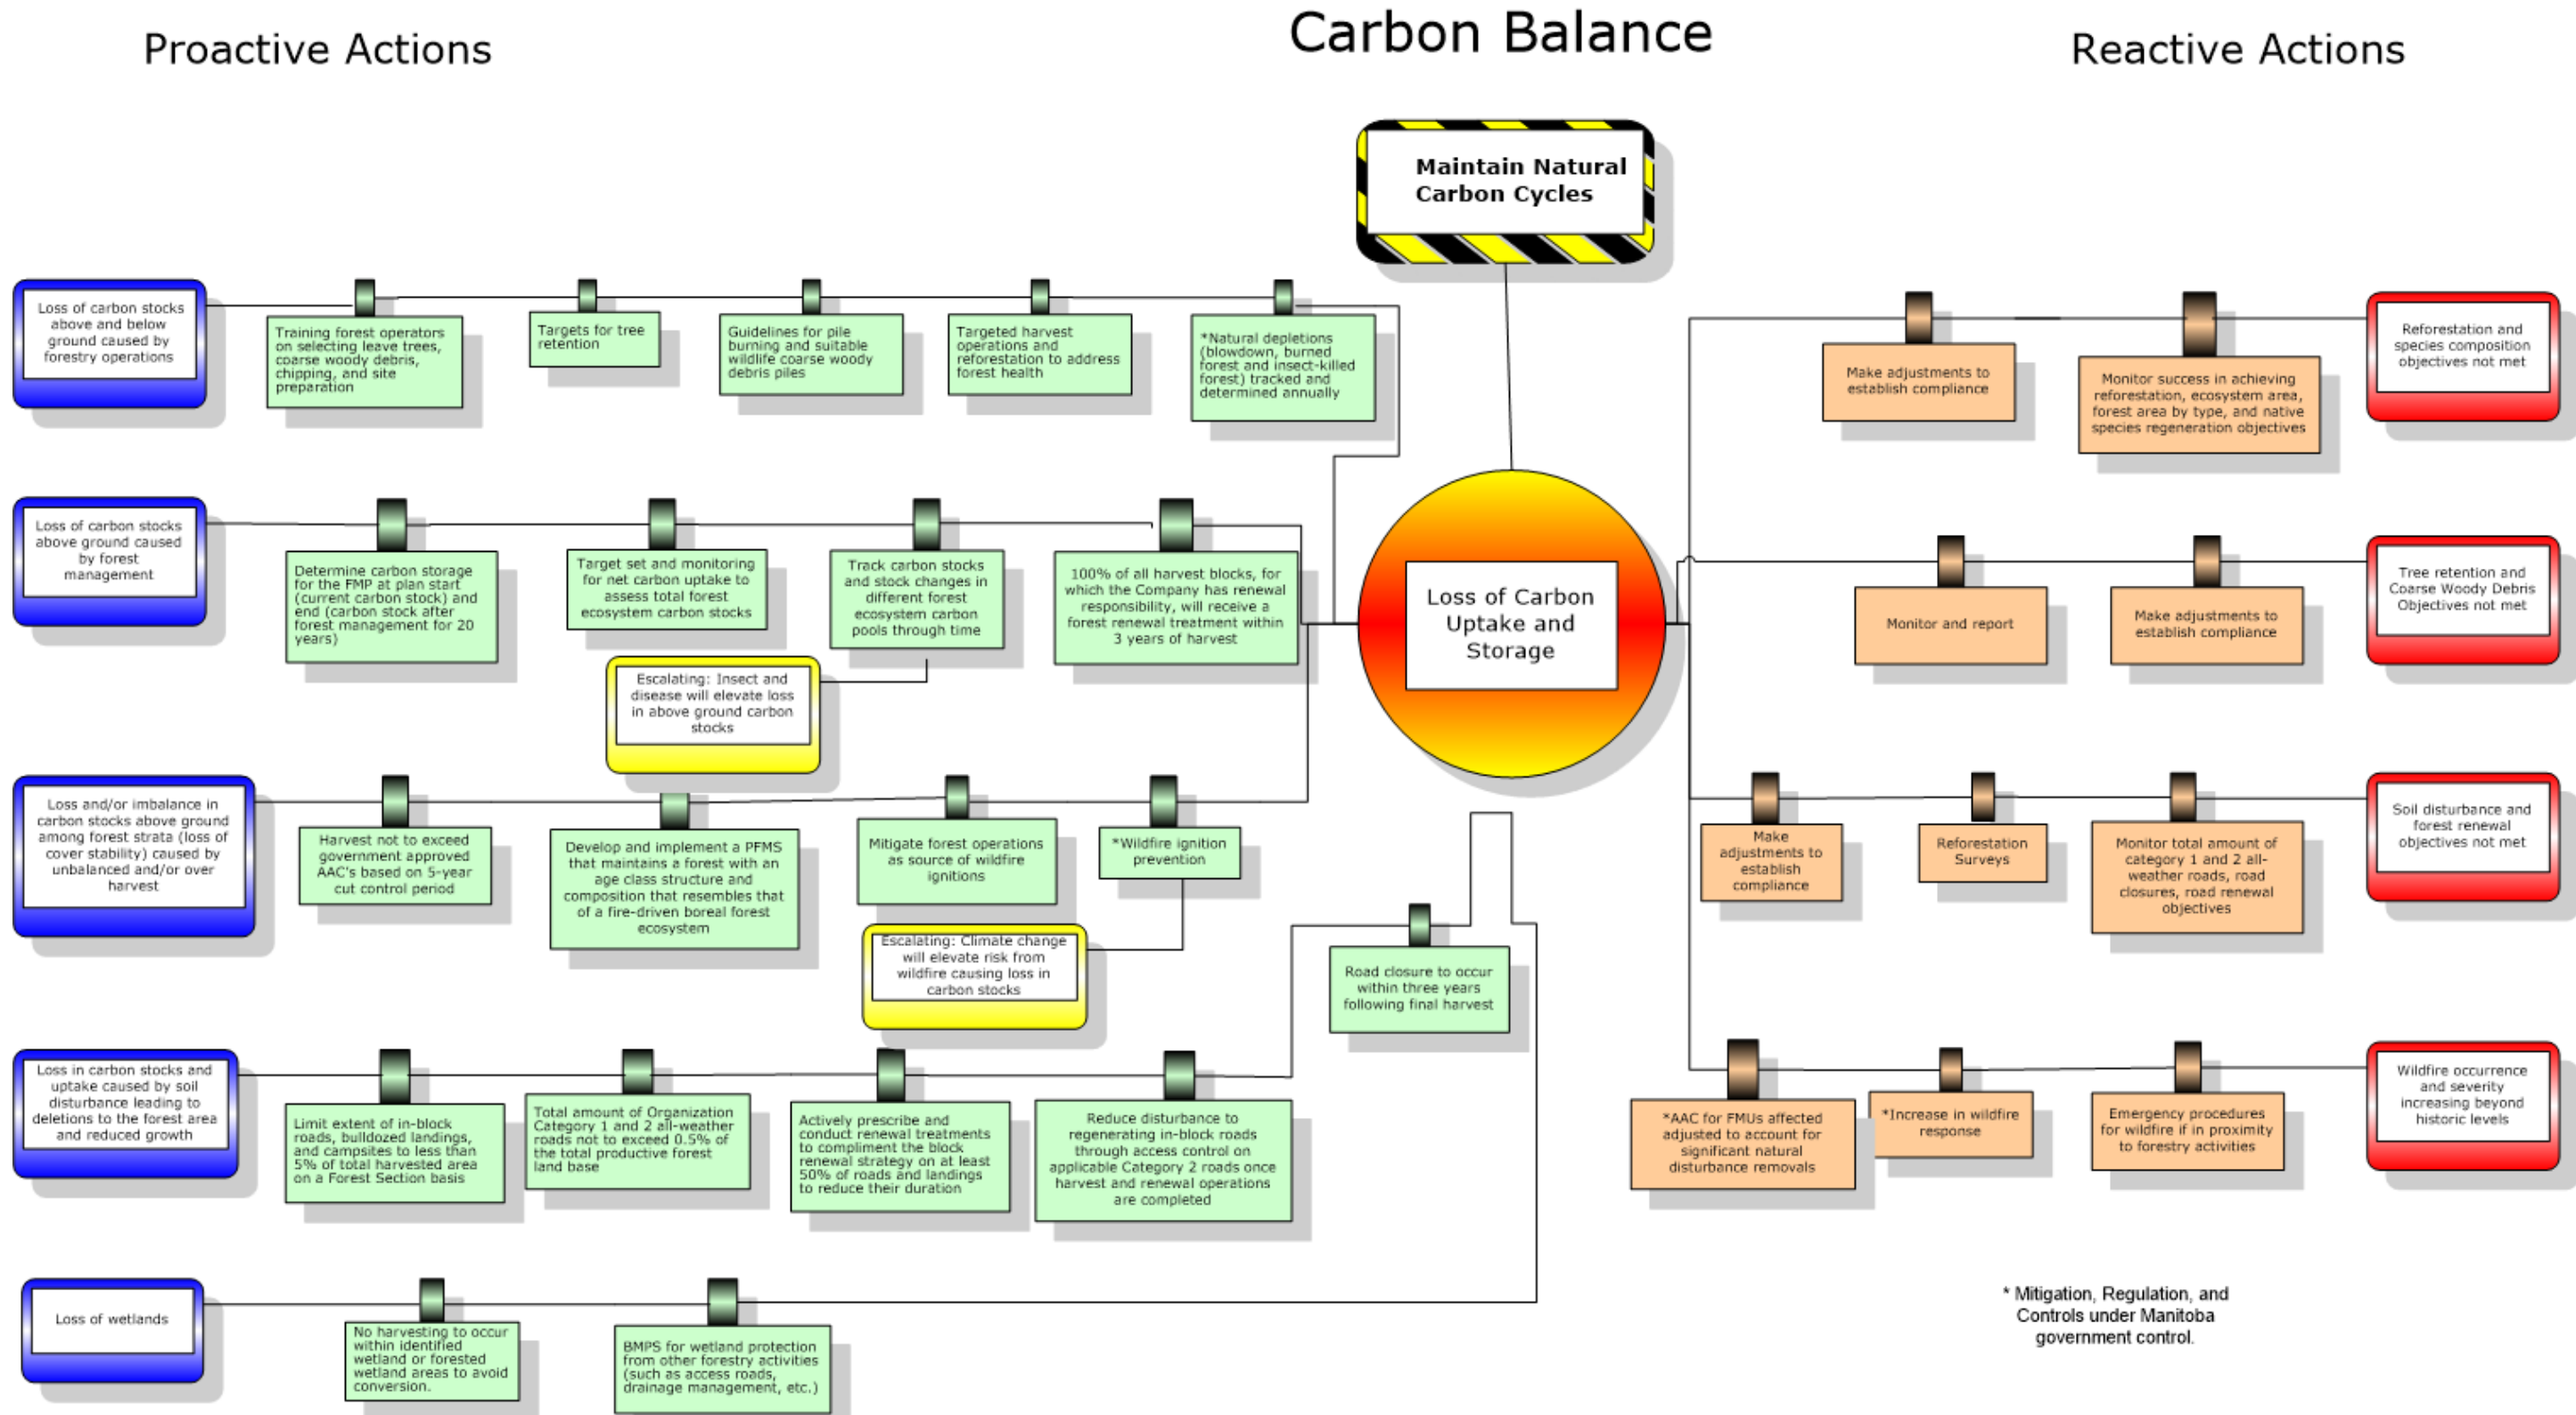 Carbon Balance
Proactive Actions
Reactive Actions
Maintain Natural
Carbon Cycles
Loss of Carbon
Uptake and
Storage
Loss of carbon stocks
above and below
ground caused by
forestry operations
Training forest operators
on selecting leave trees,
coarse woody debris,
chipping, and site
preparation
Targets for tree
retention
Guidelines for pile
burning and suitable
wildlife coarse woody
debris piles
Targeted harvest
operations and
reforestation to address
forest health
*Natural depletions
(blowdown, burned
forest and insect-killed
forest) tracked and
determined annually
Loss of carbon stocks
above ground caused
by forest
management
Determine carbon storage
for the FMP at plan start
(current carbon stock) and
end (carbon stock after
forest management for 20
years)
Target set and monitoring
for net carbon uptake to
assess total forest
ecosystem carbon stocks
Track carbon stocks
and stock changes in
different forest
ecosystem carbon
pools through time
100% of all harvest blocks, for
which the Company has renewal
responsibility, will receive a
forest renewal treatment within
3 years of harvest
Escalating: Insect and
disease will elevate loss
in above ground carbon
stocks
Loss and/or imbalance in
carbon stocks above ground
among forest strata (loss of
cover stability) caused by
unbalanced and/or over
harvest
Harvest not to exceed
government approved
AAC's based on 5-year
cut control period
Develop and implement a PFMS
that maintains a forest with an
age class structure and
composition that resembles that
of a fire-driven boreal forest
ecosystem
Mitigate forest operations
as source of wildfire
ignitions
*Wildfire ignition
prevention
Escalating: Climate change
will elevate risk from
wildfire causing loss in
carbon stocks
Loss in carbon stocks and
uptake caused by soil
disturbance leading to
deletions to the forest area
and reduced growth
Limit extent of in-block
roads, bulldozed landings,
and campsites to less than
5% of total harvested area
on a Forest Section basis
Total amount of Organization
Category 1 and 2 all-weather
roads not to exceed 0.5% of
the total productive forest
land base
Actively prescribe and
conduct renewal treatments
to compliment the block
renewal strategy on at least
50% of roads and landings
to reduce their duration
Reduce disturbance to
regenerating in-block roads
through access control on
applicable Category 2 roads once
harvest and renewal operations
are completed
Road closure to occur
within three years
following final harvest
Loss of wetlands
No harvesting to occur
within identified
wetland or forested
wetland areas to avoid
conversion.
BMPS for wetland protection
from other forestry activities
(such as access roads,
drainage management, etc.)
Make adjustments to
establish compliance
Monitor success in achieving
reforestation, ecosystem area,
forest area by type, and native
species regeneration objectives
Reforestation and
species composition
objectives not met
Monitor and report
Make adjustments to
establish compliance
Tree retention and
Coarse Woody Debris
Objectives not met
Make
adjustments to
establish
compliance
Reforestation
Surveys
Monitor total amount of
category 1 and 2 all-
weather roads, road
closures, road renewal
objectives
Soil disturbance and
forest renewal
objectives not met
*AAC for FMUs affected
adjusted to account for
significant natural
disturbance removals
*Increase in wildfire
response
Emergency procedures
for wildfire if in proximity
to forestry activities
Wildfire occurrence
and severity
increasing beyond
historic levels
* Mitigation, Regulation, and
Controls under Manitoba
government control.